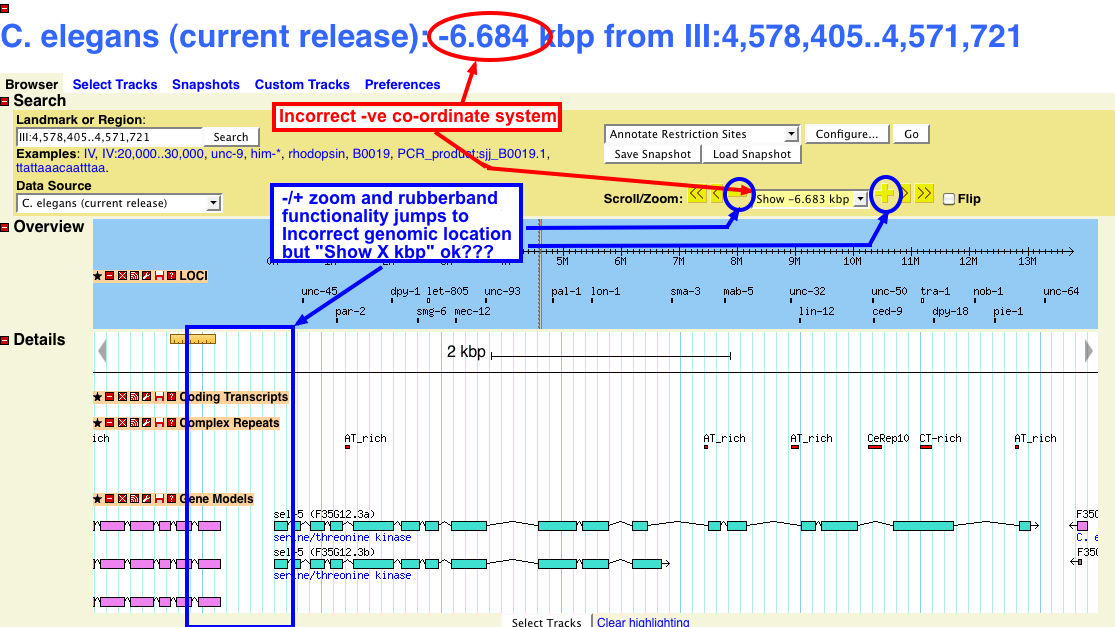 C. elegans (current release): -6.684 kbp from III:4,578,405..4,571,721
Browser Select Tracks Snapshots Custom Tracks Preferences
Search
Incorrect -ve co-ordinate system
Landmark or Region:
III:4,578,405..4,571,721 Search
Annotate Restriction Sites Configure... Go
Examples: IV, IV:20,000..30,000, unc-9, him-*, rhodopsin, B0019, PCR_product:sjj_B0019.1,
ttattaaacaatttaa.
Save Snapshot Load Snapshot
Data Source
C. elegans (current release)
Scroll/Zoom: << < Show -6.683 kbp + > >> Flip
-/+ zoom and rubberband
functionality jumps to
Incorrect genomic location
but "Show X kbp" ok???
Overview
5M 6M 7M 8M 9M 10M 11M 12M 13M
LOCI
unc-45 dpy-1 let-805 unc-93 pal-1 lon-1 sma-3 mab-5 unc-32 unc-50 tra-1 nob-1 unc-64
par-2 smg-6 mec-12 lin-12 ced-9 dpy-18 pie-1
Details
2 kbp
Coding Transcripts
Complex Repeats
ich AT_rich AT_rich AT_rich CeRep10 CT-rich AT_rich
Gene Models
sel-5 (F35G12.3a) F35G
serine/threonine kinase C. e
sel-5 (F35G12.3b) F35G
serine/threonine kinase
Select Tracks Clear highlighting